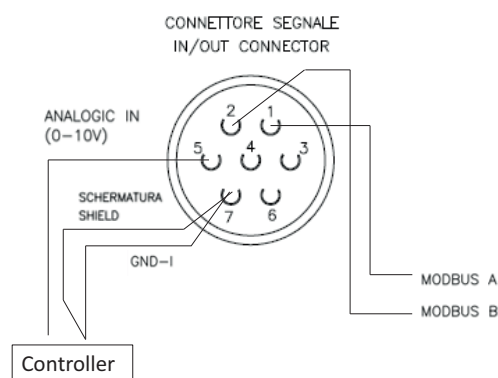 CONNETTORE SEGNALE
IN/OUT CONNECTOR
ANALOGIC IN
(0-10V)
2 1
5 4 3
7 6
SCHERMATURA
SHIELD
GND-I
MODBUS A
MODBUS B
Controller